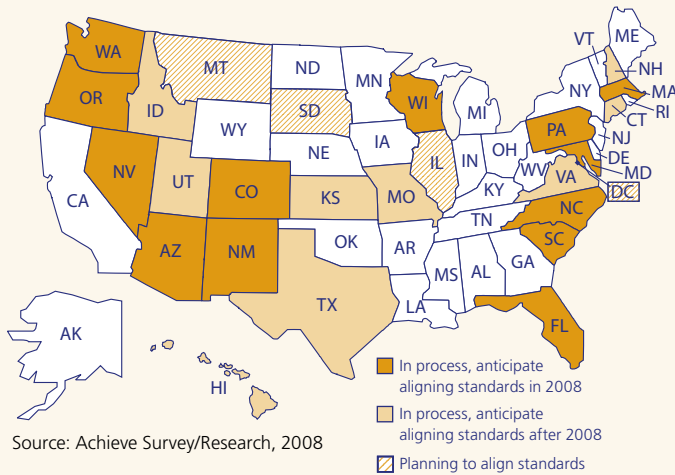 WA
MT
ND
MN
VT
ME
OR
ID
SD
WI
MI
NY
NH
MA
RI
CT
WY
IA
PA
NJ
NE
IL
IN
OH
DE
MD
NV
UT
CO
KS
MO
WV
VA
DC
KY
CA
NC
TN
AZ
NM
OK
AR
SC
MS
AL
GA
TX
LA
FL
AK
HI
In process, anticipate
aligning standards in 2008
In process, anticipate
aligning standards after 2008
Planning to align standards
Source: Achieve Survey/Research, 2008